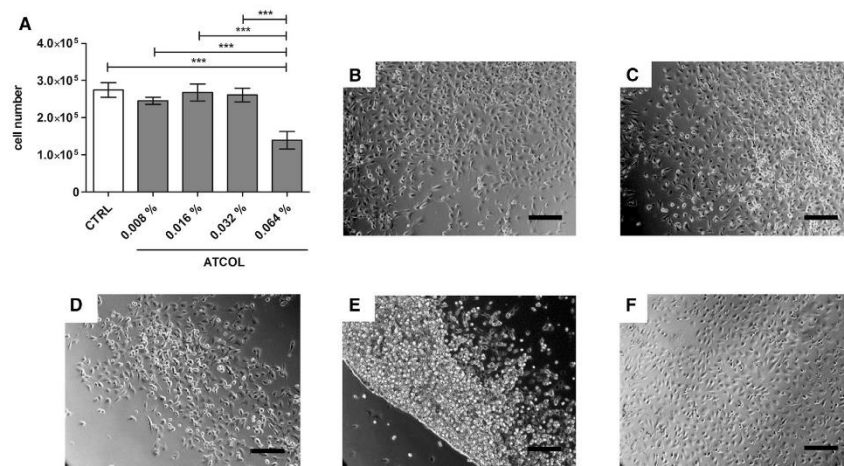 A
***
***
***
***
cell number
4.0×10⁵
3.0×10⁵
2.0×10⁵
1.0×10⁵
0
CTRL
0.008 %
0.016 %
0.032 %
0.064 %
ATCOL
B
C
D
E
F